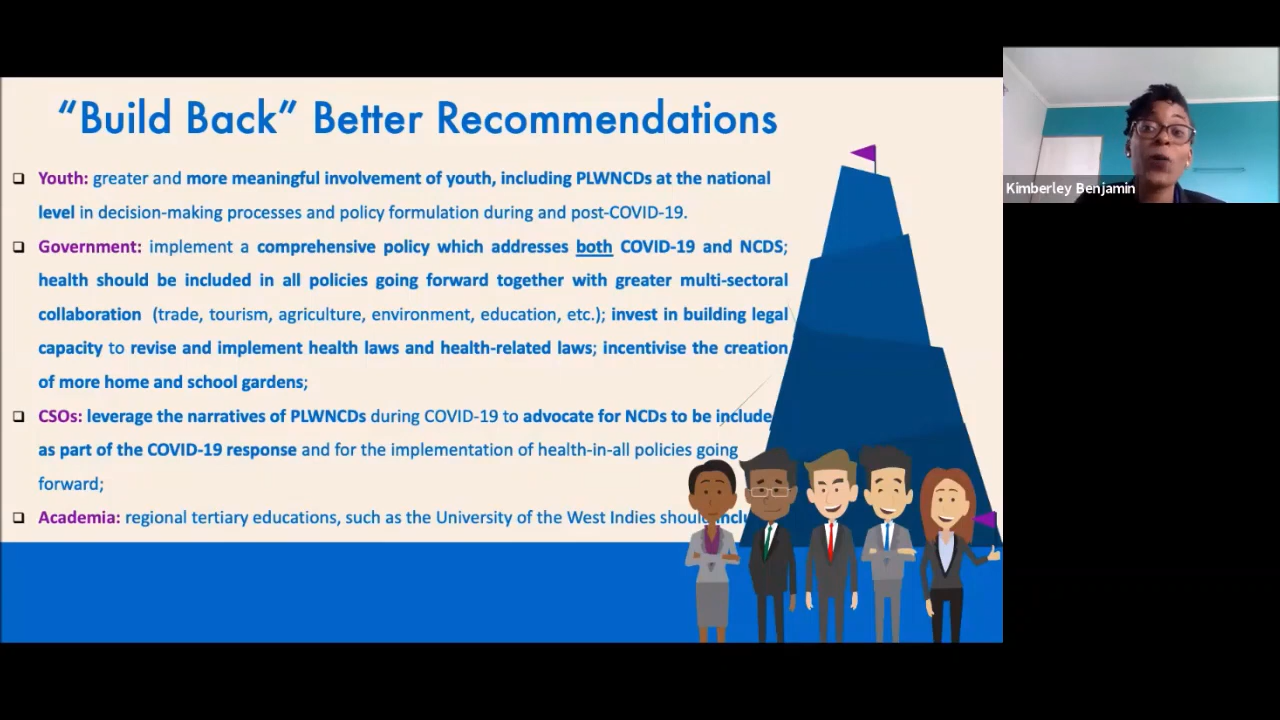 “Build Back” Better Recommendations
Youth: greater and more meaningful involvement of youth, including PLWNCDs at the national
level in decision-making processes and policy formulation during and post-COVID-19.
Government: implement a comprehensive policy which addresses both COVID-19 and NCDS;
health should be included in all policies going forward together with greater multi-sectoral
collaboration (trade, tourism, agriculture, environment, education, etc.); invest in building legal
capacity to revise and implement health laws and health-related laws; incentivise the creation
of more home and school gardens;
CSOs: leverage the narratives of PLWNCDs during COVID-19 to advocate for NCDs to be include
as part of the COVID-19 response and for the implementation of health-in-all policies going
forward;
Academia: regional tertiary educations, such as the University of the West Indies should
Kimberley Benjamin